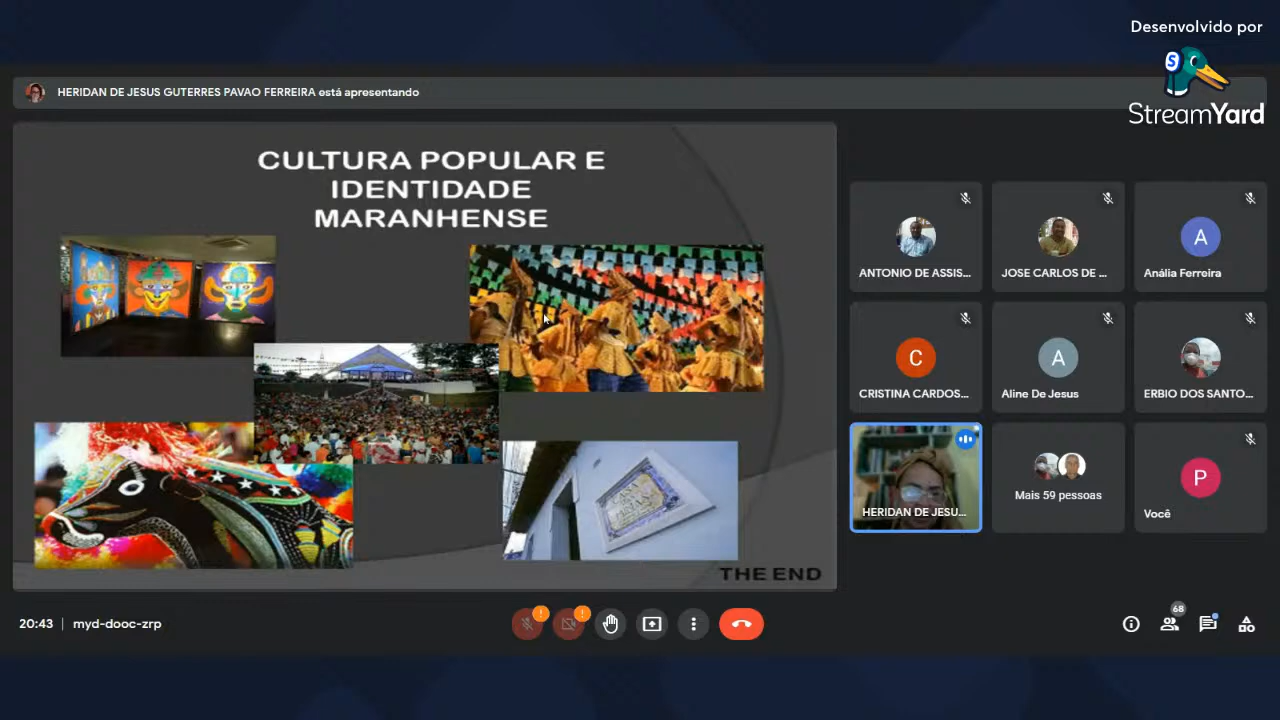 Desenvolvido por
StreamYard
HERIDAN DE JESUS GUTERRES PAVAO FERREIRA está apresentando
CULTURA POPULAR E
IDENTIDADE
MARANHENSE
THE END
ANTONIO DE ASSIS...
JOSE CARLOS DE ...
A
Anália Ferreira
C
CRISTINA CARDOS...
A
Aline De Jesus
ERBIO DOS SANTO...
HERIDAN DE JESU...
Mais 59 pessoas
P
Você
20:43 | myd-dooc-zrp
68